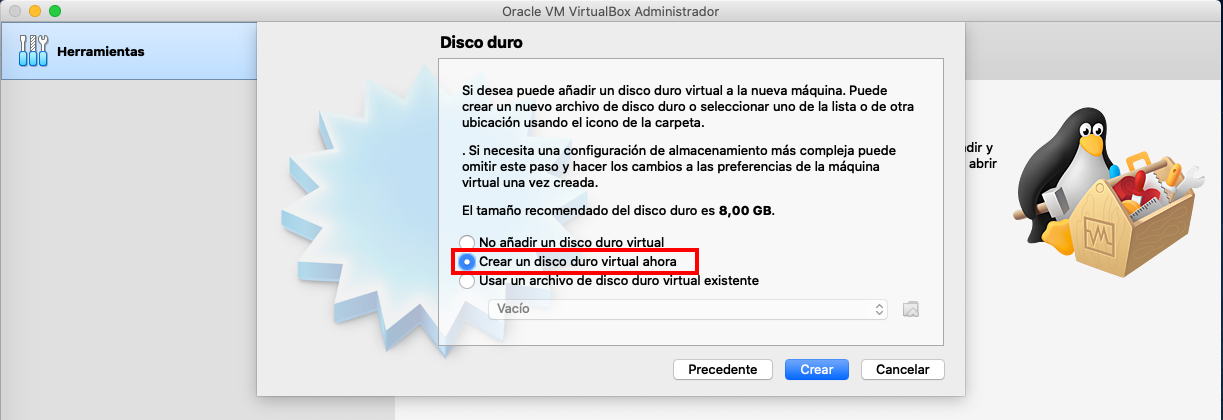 Oracle VM VirtualBox Administrador
Herramientas
Disco duro
Si desea puede añadir un disco duro virtual a la nueva máquina. Puede
crear un nuevo archivo de disco duro o seleccionar uno de la lista o de otra
ubicación usando el icono de la carpeta.
. Si necesita una configuración de almacenamiento más compleja puede
omitir este paso y hacer los cambios a las preferencias de la máquina
virtual una vez creada.
El tamaño recomendado del disco duro es 8,00 GB.
No añadir un disco duro virtual
Crear un disco duro virtual ahora
Usar un archivo de disco duro virtual existente
Vacío
Precedente
Crear
Cancelar
y
abrir